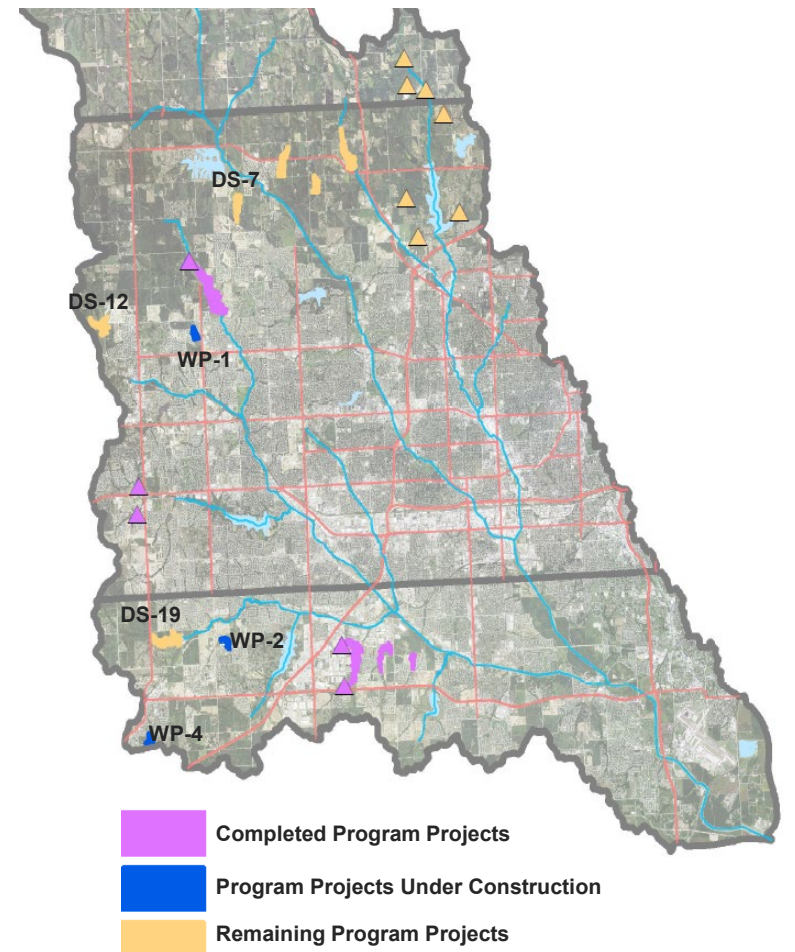 DS-7
DS-12
WP-1
DS-19
WP-2
WP-4
Completed Program Projects
Program Projects Under Construction
Remaining Program Projects